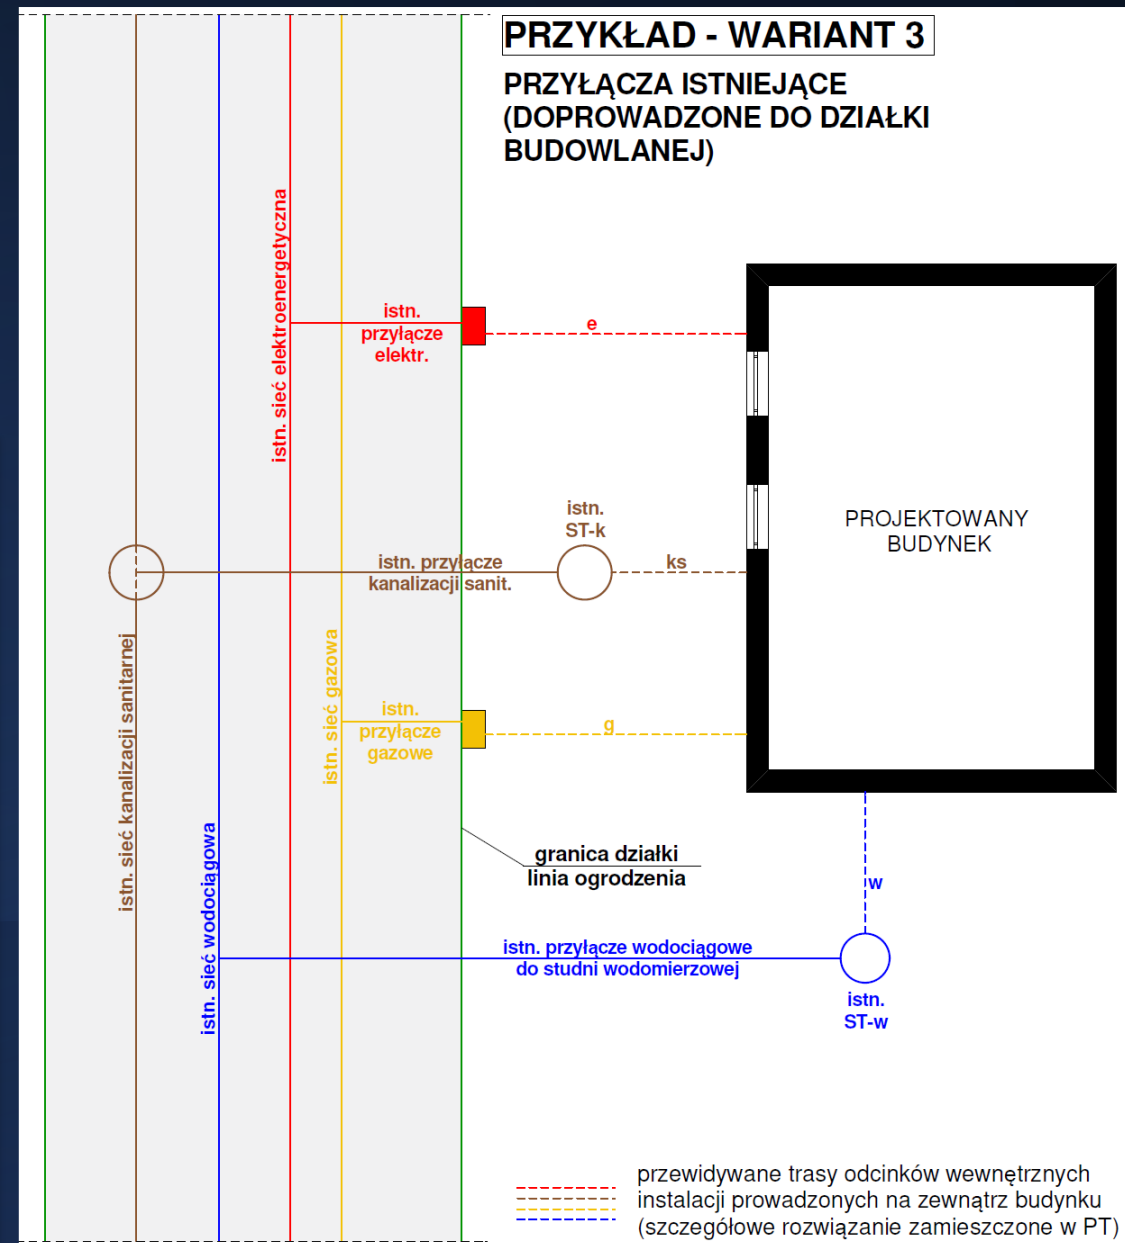 PRZYKŁAD - WARIANT 3
PRZYŁĄCZA ISTNIEJĄCE
(DOPROWADZONE DO DZIAŁKI
BUDOWLANEJ)
istn. sieć elektroenergetyczna
istn.
przyłącze
elektr.
e
istn.
ST-k
PROJEKTOWANY
BUDYNEK
istn. przyłącze
kanalizacji sanit.
ks
istn. sieć kanalizacji sanitarnej
istn. sieć gazowa
istn.
przyłącze
gazowe
g
istn. sieć wodociągowa
granica działki
linia ogrodzenia
w
istn. przyłącze wodociągowe
do studni wodomierzowej
istn.
ST-w
przewidywane trasy odcinków wewnętrznych
instalacji prowadzonych na zewnątrz budynku
(szczegółowe rozwiązanie zamieszczone w PT)